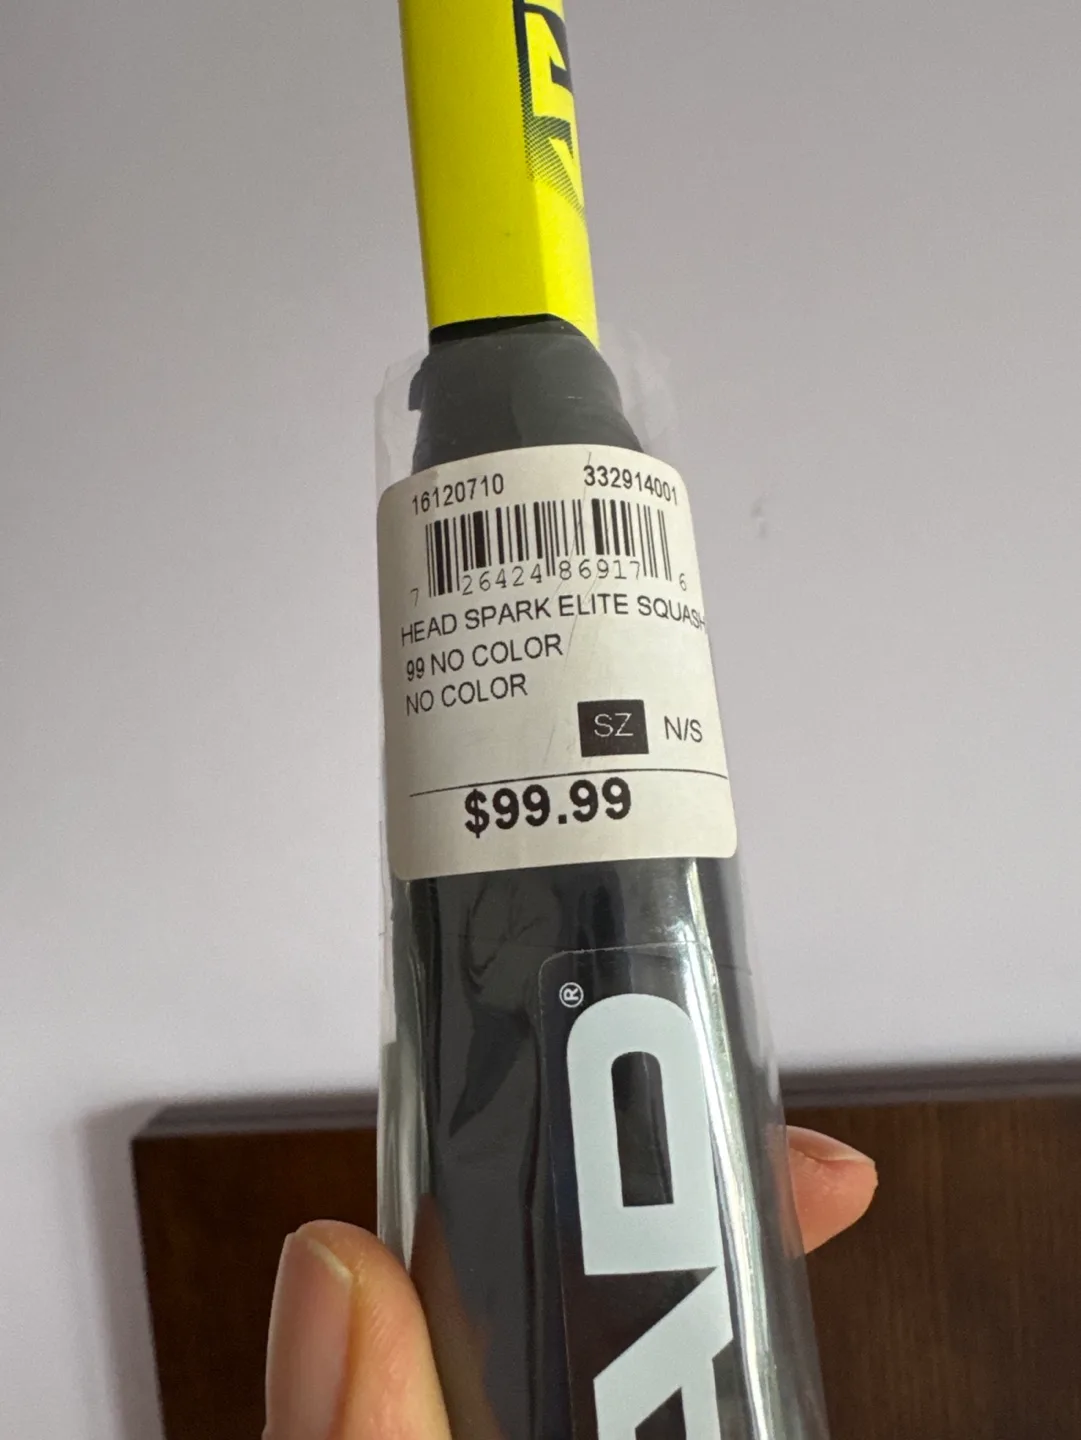 16120710 332914001
7 26424 86917 6
HEAD SPARK ELITE SQUASH
99 NO COLOR
NO COLOR
SZ N/S
$99.99
®